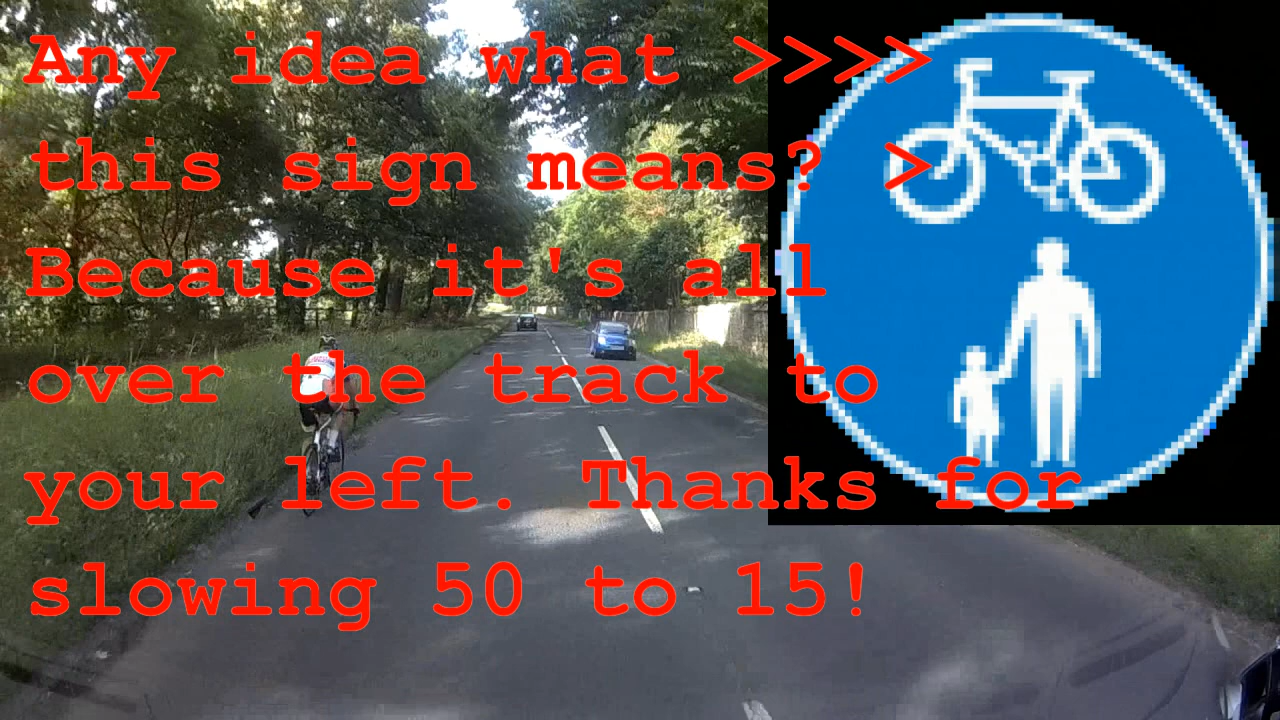 Any idea what >>>>
this sign means? >
Because it's all
over the track to
your left. Thanks for
slowing 50 to 15!